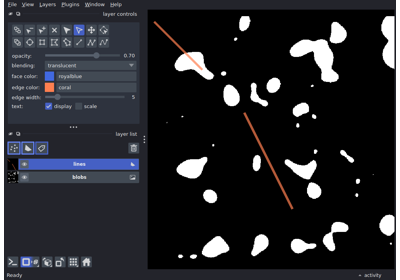 File View Layers Plugins Window Help
layer controls
opacity: 0.70
blending: translucent
face color: royalblue
edge color: coral
edge width: 5
text: display scale
layer list
lines
blobs
Ready
activity